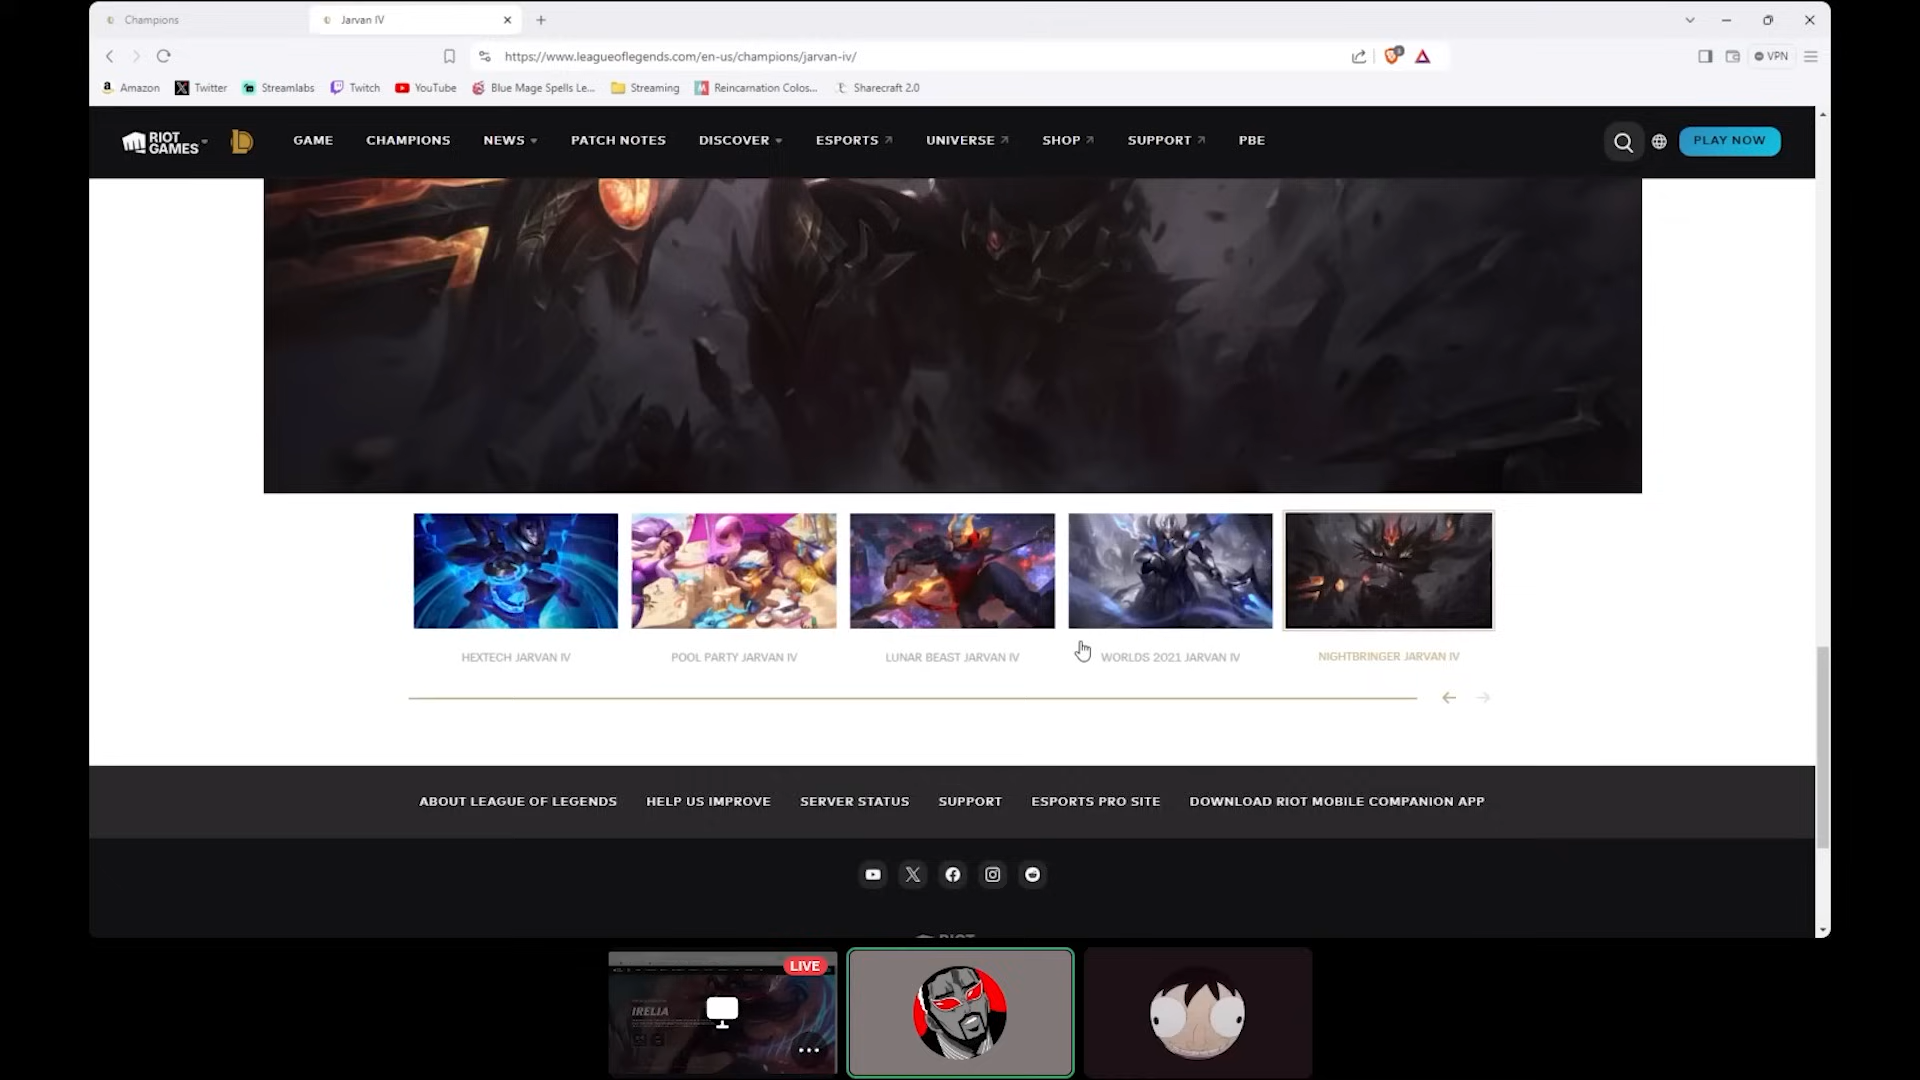 Champions
Jarvan IV
https://www.leagueoflegends.com/en-us/champions/jarvan-iv/
VPN
Amazon
Twitter
Streamlabs
Twitch
YouTube
Blue Mage Spells Le...
Streaming
Reincarnation Colos...
Sharecraft 2.0
RIOT GAMES
GAME
CHAMPIONS
NEWS
PATCH NOTES
DISCOVER
ESPORTS
UNIVERSE
SHOP
SUPPORT
PBE
PLAY NOW
HEXTECH JARVAN IV
POOL PARTY JARVAN IV
LUNAR BEAST JARVAN IV
WORLDS 2021 JARVAN IV
NIGHTBRINGER JARVAN IV
ABOUT LEAGUE OF LEGENDS
HELP US IMPROVE
SERVER STATUS
SUPPORT
ESPORTS PRO SITE
DOWNLOAD RIOT MOBILE COMPANION APP
LIVE
IRELIA